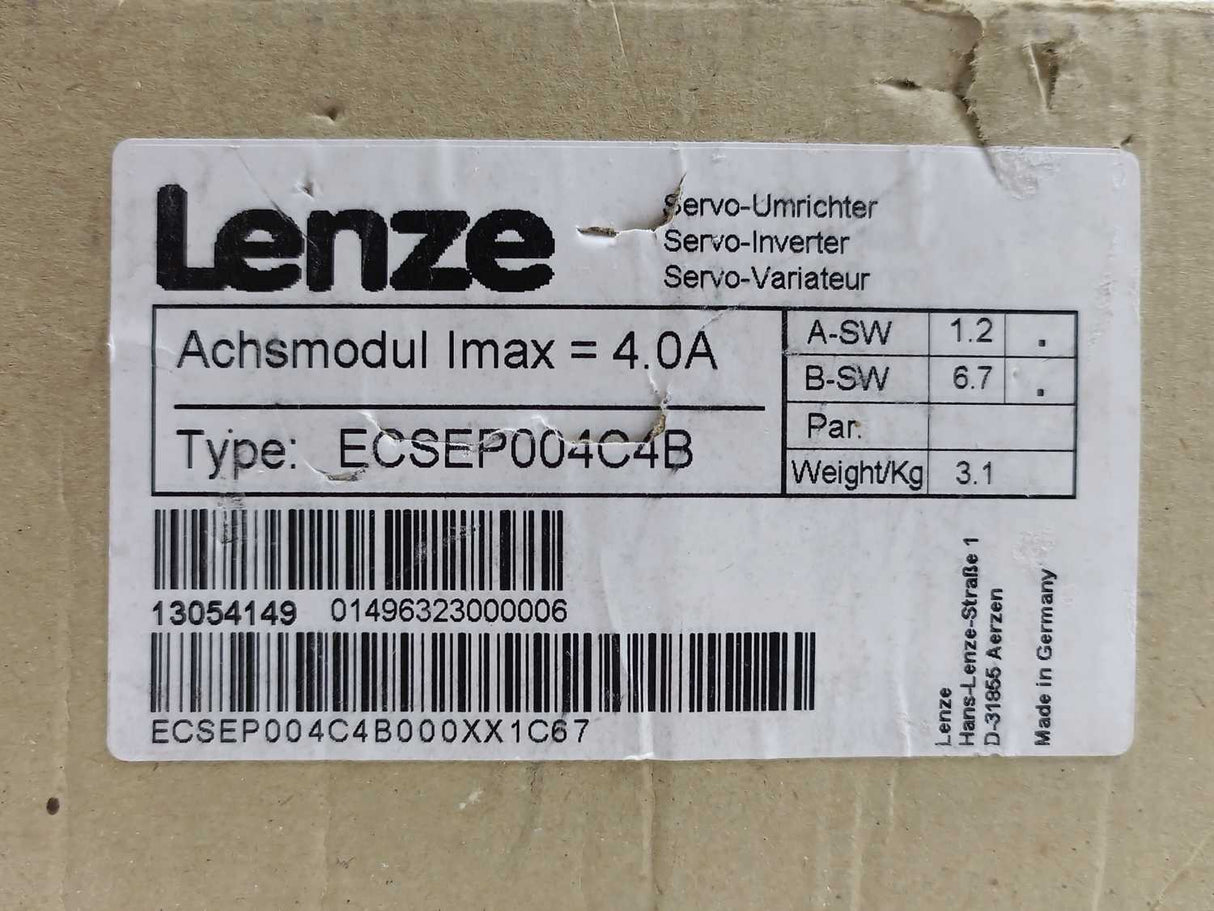 Lenze
Servo-Umrichter
Servo-Inverter
Servo-Variateur
Achsmodul Imax = 4.0A
Type: ECSEP004C4B
A-SW 1.2 .
B-SW 6.7 .
Par.
Weight/Kg 3.1
13054149 01496323000006
ECSEP004C4B000XX1C67
Lenze
Hans-Lenze-Straße 1
D-31855 Aerzen
Made in Germany